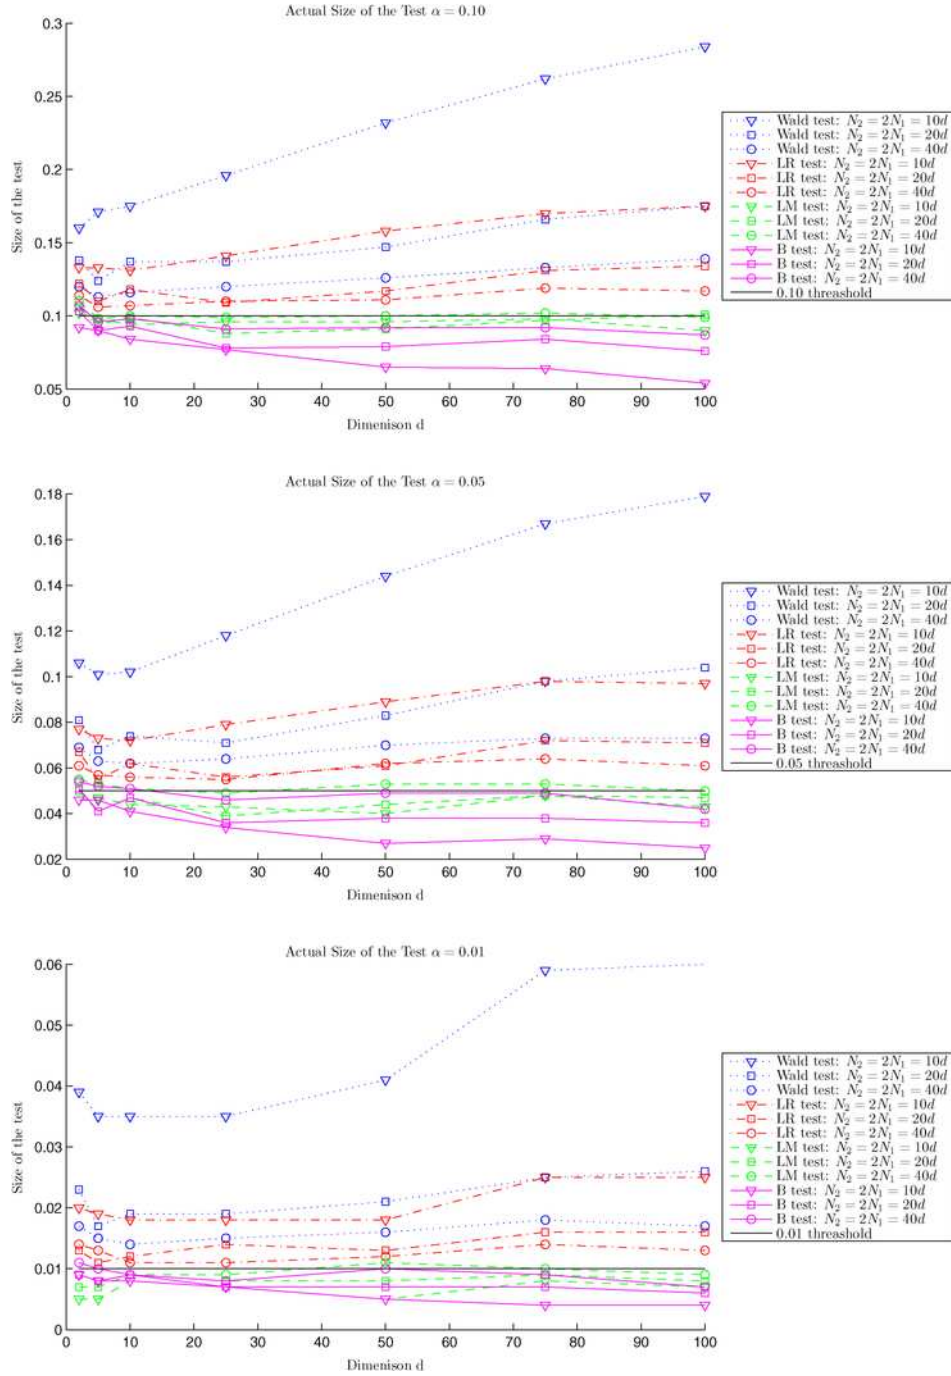 Actual Size of the Test α = 0.10
Size of the test
0.3
0.25
0.2
0.15
0.1
0.05
0 10 20 30 40 50 60 70 80 90 100
Dimenison d
Wald test: N₂ = 2N₁ = 10d
Wald test: N₂ = 2N₁ = 20d
Wald test: N₂ = 2N₁ = 40d
LR test: N₂ = 2N₁ = 10d
LR test: N₂ = 2N₁ = 20d
LR test: N₂ = 2N₁ = 40d
LM test: N₂ = 2N₁ = 10d
LM test: N₂ = 2N₁ = 20d
LM test: N₂ = 2N₁ = 40d
B test: N₂ = 2N₁ = 10d
B test: N₂ = 2N₁ = 20d
B test: N₂ = 2N₁ = 40d
0.10 threashold
Actual Size of the Test α = 0.05
Size of the test
0.18
0.16
0.14
0.12
0.1
0.08
0.06
0.04
0.02
0 10 20 30 40 50 60 70 80 90 100
Dimenison d
Wald test: N₂ = 2N₁ = 10d
Wald test: N₂ = 2N₁ = 20d
Wald test: N₂ = 2N₁ = 40d
LR test: N₂ = 2N₁ = 10d
LR test: N₂ = 2N₁ = 20d
LR test: N₂ = 2N₁ = 40d
LM test: N₂ = 2N₁ = 10d
LM test: N₂ = 2N₁ = 20d
LM test: N₂ = 2N₁ = 40d
B test: N₂ = 2N₁ = 10d
B test: N₂ = 2N₁ = 20d
B test: N₂ = 2N₁ = 40d
0.05 threshold
Actual Size of the Test α = 0.01
Size of the test
0.06
0.05
0.04
0.03
0.02
0.01
0
0 10 20 30 40 50 60 70 80 90 100
Dimenison d
Wald test: N₂ = 2N₁ = 10d
Wald test: N₂ = 2N₁ = 20d
Wald test: N₂ = 2N₁ = 40d
LR test: N₂ = 2N₁ = 10d
LR test: N₂ = 2N₁ = 20d
LR test: N₂ = 2N₁ = 40d
LM test: N₂ = 2N₁ = 10d
LM test: N₂ = 2N₁ = 20d
LM test: N₂ = 2N₁ = 40d
B test: N₂ = 2N₁ = 10d
B test: N₂ = 2N₁ = 20d
B test: N₂ = 2N₁ = 40d
0.01 threshold